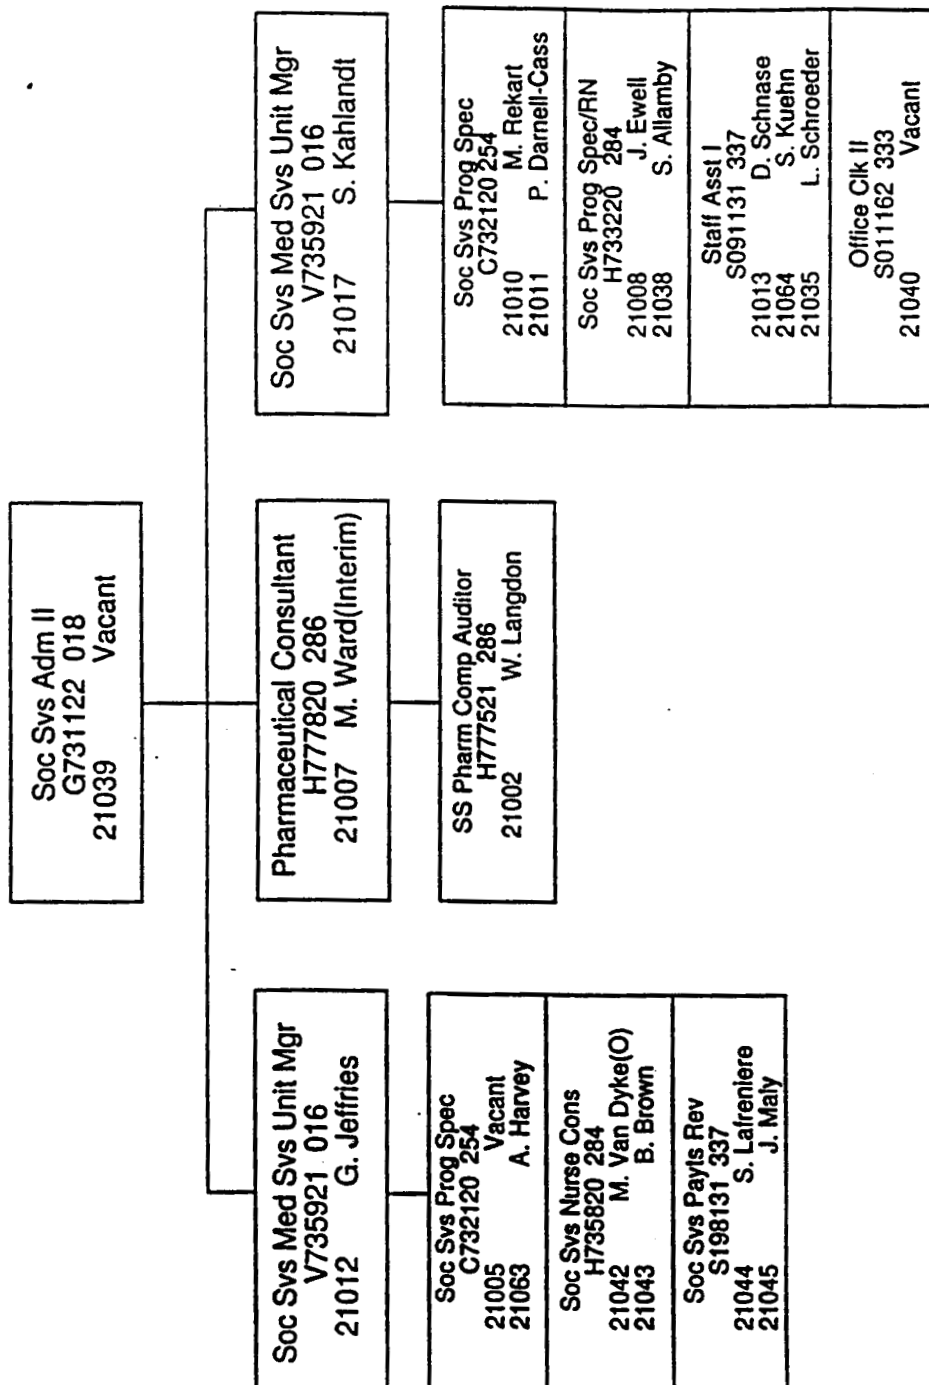 Soc Svs Adm II
G731122 018
21039 Vacant
Soc Svs Med Svs Unit Mgr
V735921 016
21012 G. Jeffries
Soc Svs Prog Spec
C732120 254
21005 Vacant
21063 A. Harvey
Soc Svs Nurse Cons
H735820 284
21042 M. Van Dyke(O)
21043 B. Brown
Soc Svs Payts Rev
S198131 337
21044 S. Lafreniere
21045 J. Maly
Pharmaceutical Consultant
H777820 286
21007 M. Ward(Interim)
SS Pharm Comp Auditor
H777521 286
21002 W. Langdon
Soc Svs Med Svs Unit Mgr
V735921 016
21017 S. Kahlandt
Soc Svs Prog Spec
C732120 254
21010 M. Rekart
21011 P. Darnell-Cass
Soc Svs Prog Spec/RN
H733220 284
21008 J. Ewell
21038 S. Allamby
Staff Asst I
S091131 337
21013 D. Schnase
21064 S. Kuehn
21035 L. Schroeder
Office Clk II
S011162 333
21040 Vacant